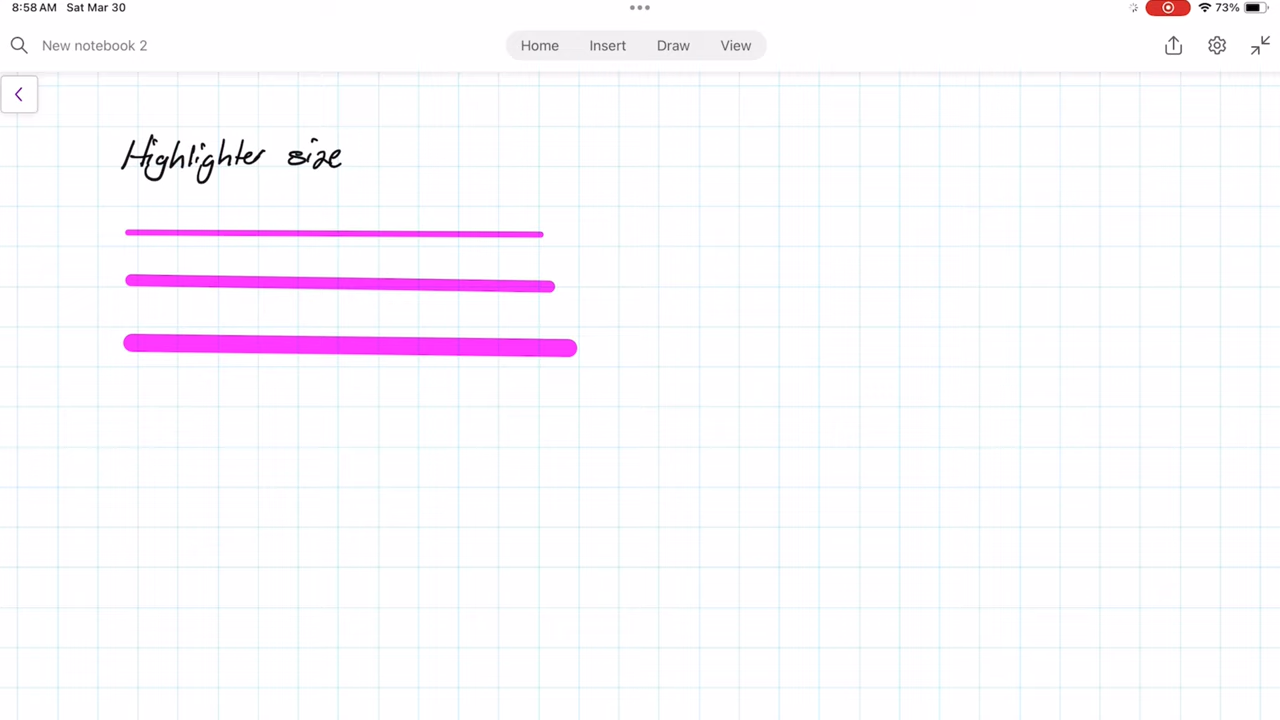 8:58 AM Sat Mar 30
73%
New notebook 2
Home Insert Draw View
Highlighter size